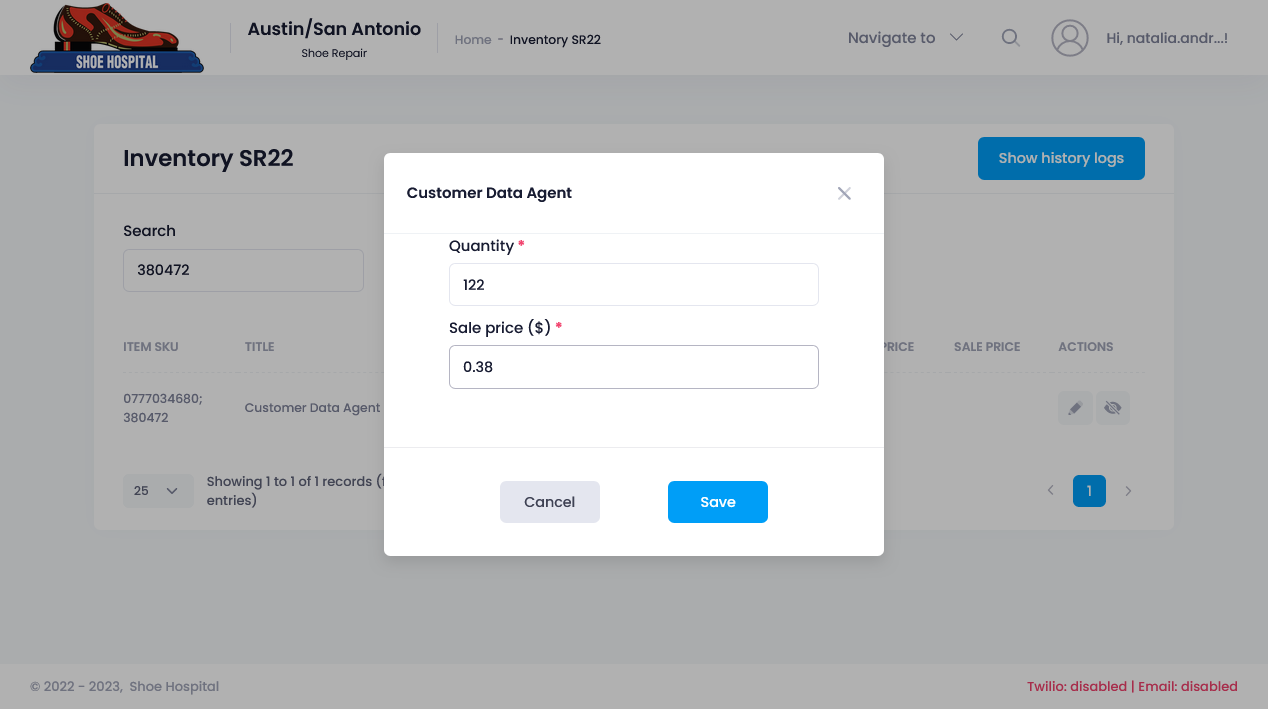 SHOE HOSPITAL
Austin/San Antonio
Shoe Repair
Home - Inventory SR22
Navigate to
Hi, natalia.andr...!
Inventory SR22
Show history logs
Customer Data Agent
Search
380472
Quantity *
122
Sale price ($) *
0.38
ITEM SKU
TITLE
PRICE
SALE PRICE
ACTIONS
0777034680;
380472
Customer Data Agent
25
Showing 1 to 1 of 1 records (
entries)
1
Cancel
Save
© 2022 - 2023, Shoe Hospital
Twilio: disabled | Email: disabled